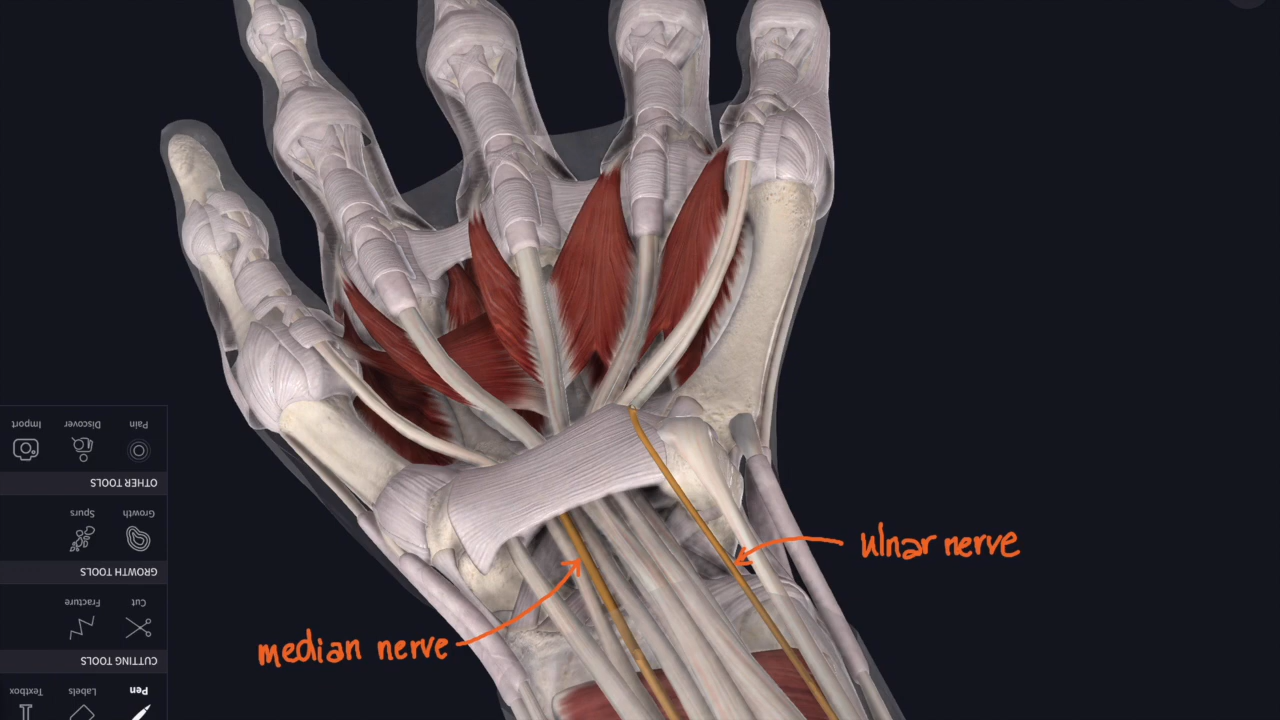 Import
Discover
Pain
OTHER TOOLS
Spurs
Growth
GROWTH TOOLS
Fracture
Cut
CUTTING TOOLS
Textbox
Labels
Pen
ulnar nerve
median nerve